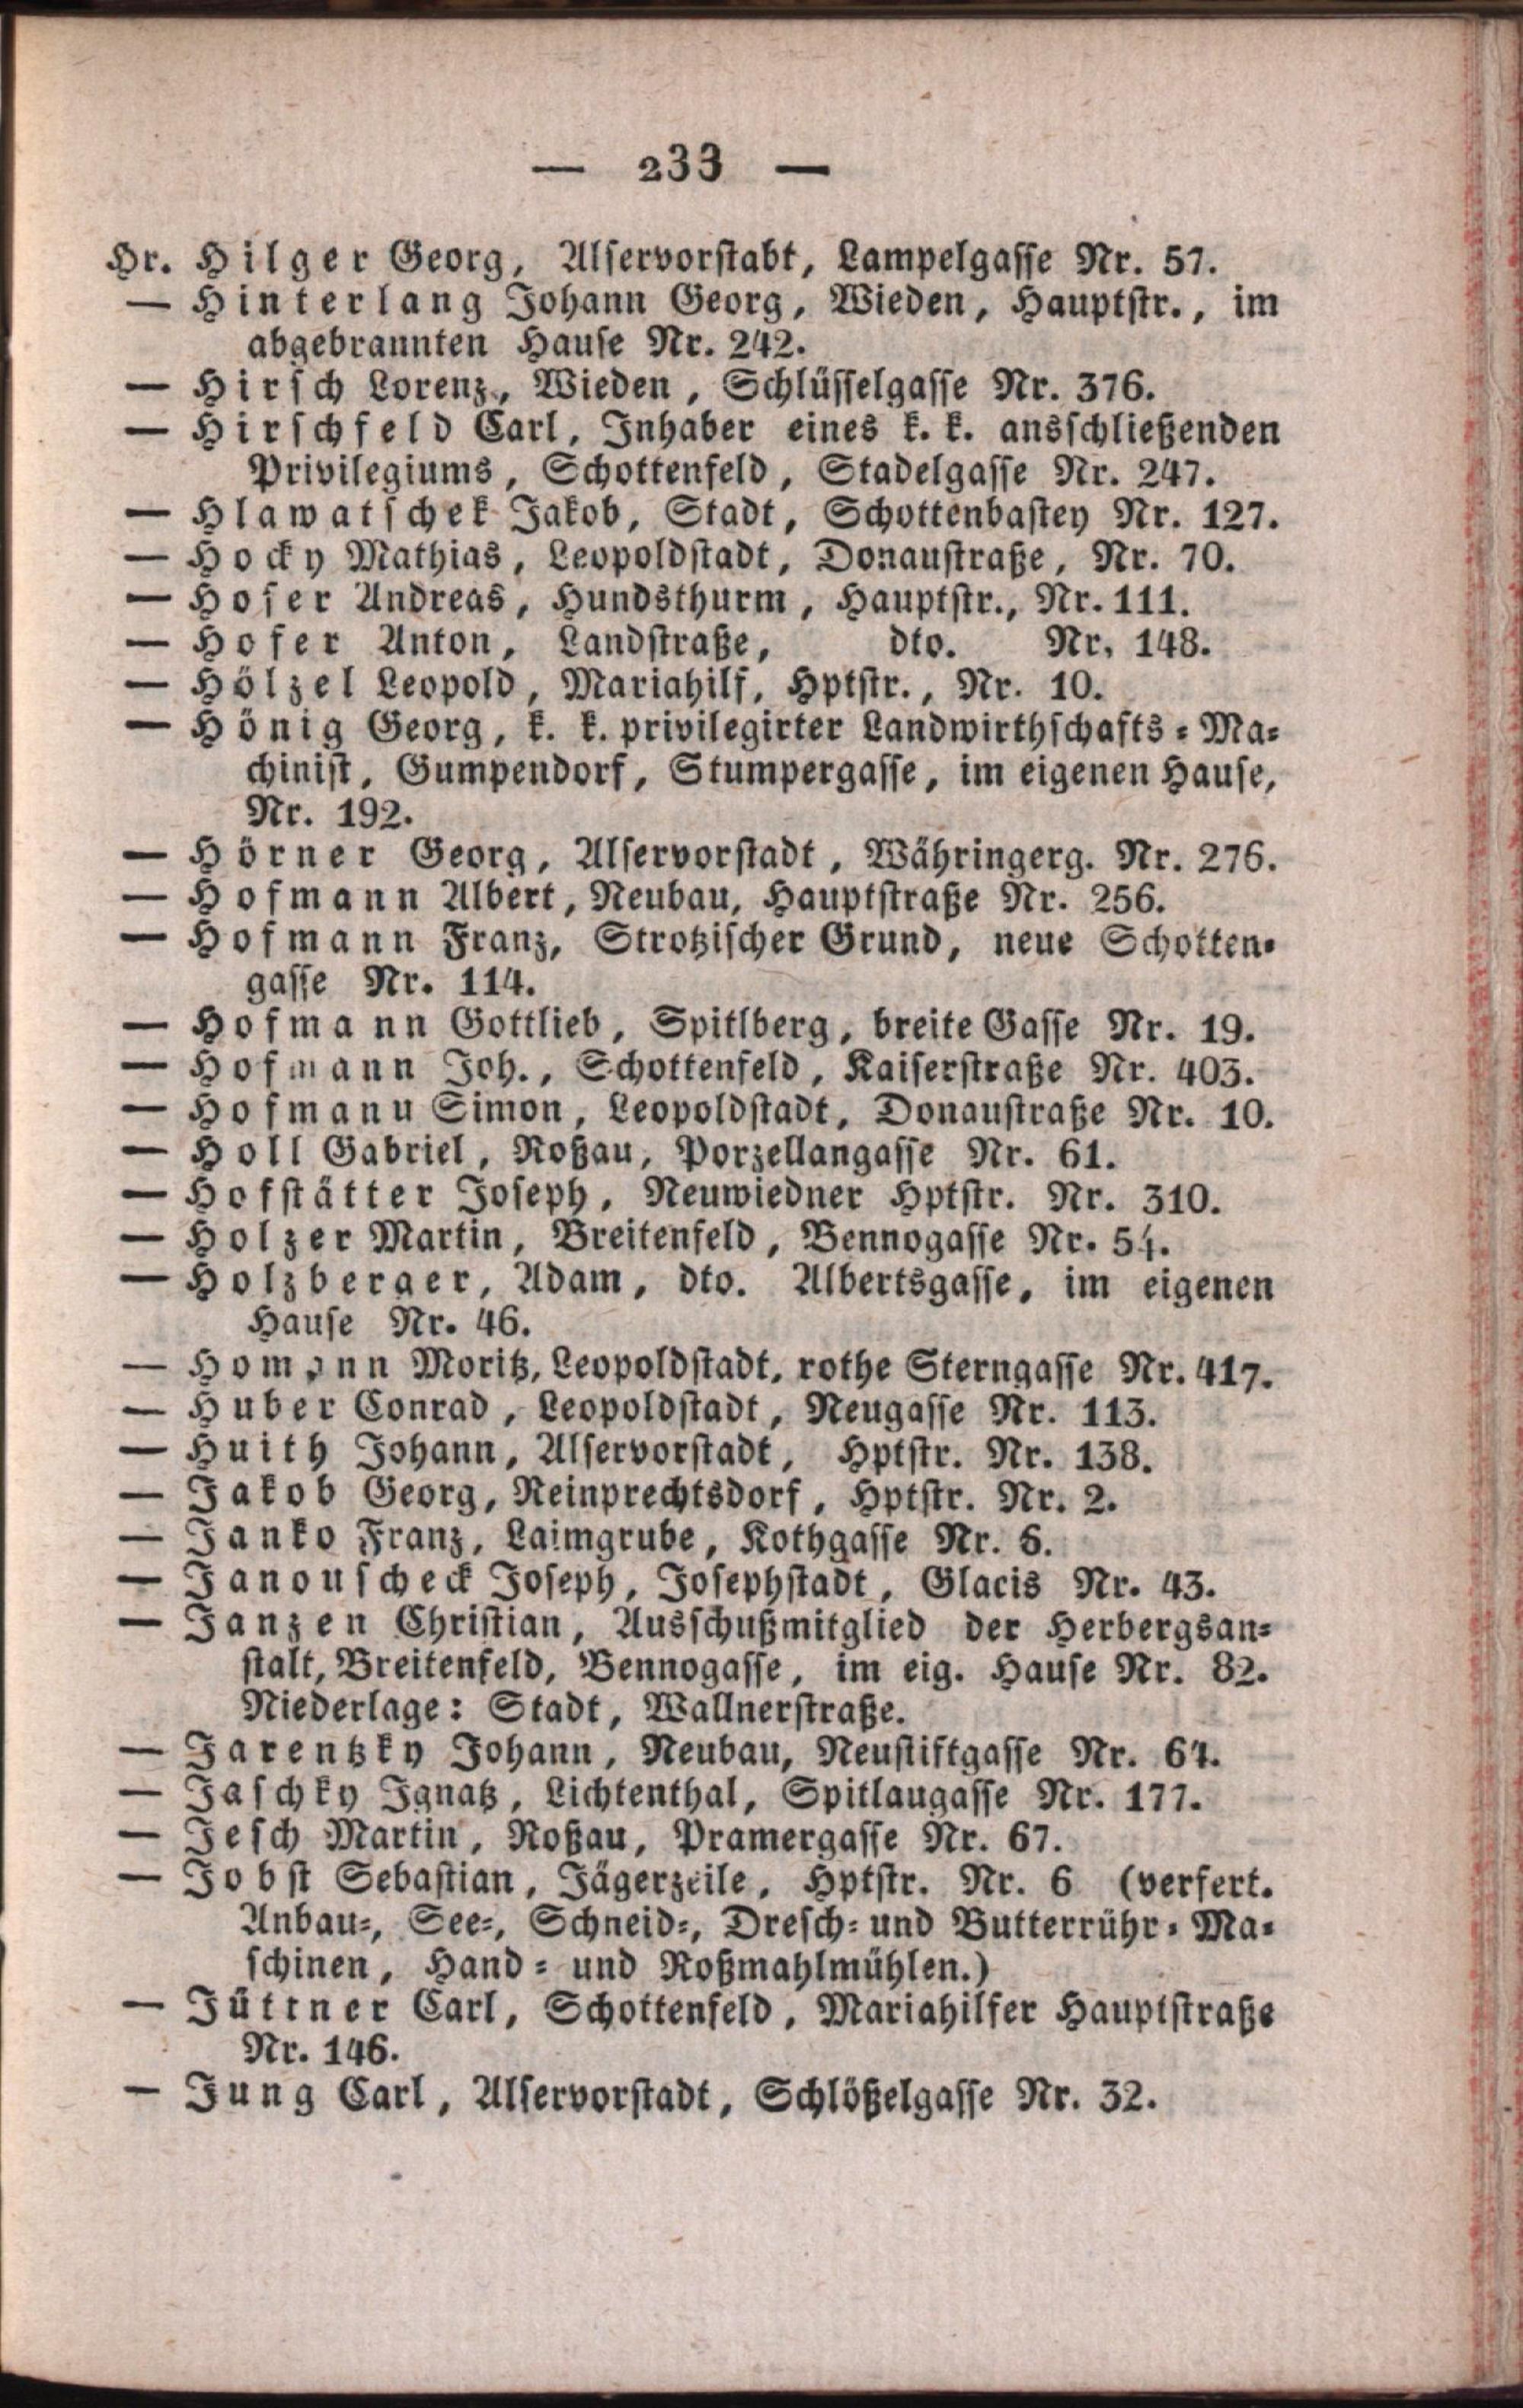 — 233 —
Hr. Hilger Georg, Alservorstadt, Lampelgasse Nr. 57.
— Hinterlang Johann Georg, Wieden, Hauptstr., im
abgebrannten Hause Nr. 242.
— Hirsch Lorenz, Wieden, Schlüsselgasse Nr. 376.
— Hirschfeld Carl, Inhaber eines k. k. ansschließenden
Privilegiums, Schottenfeld, Stadelgasse Nr. 247.
— Hlawatschek Jakob, Stadt, Schottenbastey Nr. 127.
— Hocky Mathias, Leopoldstadt, Donaustraße, Nr. 70.
— Hofer Andreas, Hundsthurm, Hauptstr., Nr. 111.
— Hofer Anton, Landstraße, dto. Nr. 148.
— Hölzel Leopold, Mariahilf, Hptstr., Nr. 10.
— Hönig Georg, k. k. privilegirter Landwirthschafts-Ma-
chinist, Gumpendorf, Stumpergasse, im eigenen Hause,
Nr. 192.
— Hörner Georg, Alservorstadt, Währingerg. Nr. 276.
— Hofmann Albert, Neubau, Hauptstraße Nr. 256.
— Hofmann Franz, Strotzischer Grund, neue Schotten-
gasse Nr. 114.
— Hofmann Gottlieb, Spitlberg, breite Gasse Nr. 19.
— Hofmann Joh., Schottenfeld, Kaiserstraße Nr. 403.
— Hofmanu Simon, Leopoldstadt, Donaustraße Nr. 10.
— Holl Gabriel, Roßau, Porzellangasse Nr. 61.
— Hofstätter Joseph, Neuwiedner Hptstr. Nr. 310.
— Holzer Martin, Breitenfeld, Bennogasse Nr. 54.
— Holzberger, Adam, dto. Albertsgasse, im eigenen
Hause Nr. 46.
— Homann Moritz, Leopoldstadt, rothe Sterngasse Nr. 417.
— Huber Conrad, Leopoldstadt, Neugasse Nr. 113.
— Huith Johann, Alservorstadt, Hptstr. Nr. 138.
— Jakob Georg, Reinprechtsdorf, Hptstr. Nr. 2.
— Janko Franz, Laimgrube, Kothgasse Nr. 6.
— Janouscheck Joseph, Josephstadt, Glacis Nr. 43.
— Janzen Christian, Ausschußmitglied der Herbergsan-
stalt, Breitenfeld, Bennogasse, im eig. Hause Nr. 82.
Niederlage: Stadt, Wallnerstraße.
— Jarentzky Johann, Neubau, Neustiftgasse Nr. 64.
— Jaschky Ignatz, Lichtenthal, Spitlaugasse Nr. 177.
— Jesch Martin, Roßau, Pramergasse Nr. 67.
— Jobst Sebastian, Jägerzeile, Hptstr. Nr. 6 (verfert.
Anbau-, See-, Schneid-, Dresch- und Butterrühr-Ma-
schinen, Hand- und Roßmahlmühlen.)
— Jüttner Carl, Schottenfeld, Mariahilfer Hauptstraße
Nr. 146.
— Jung Carl, Alservorstadt, Schlößelgasse Nr. 32.